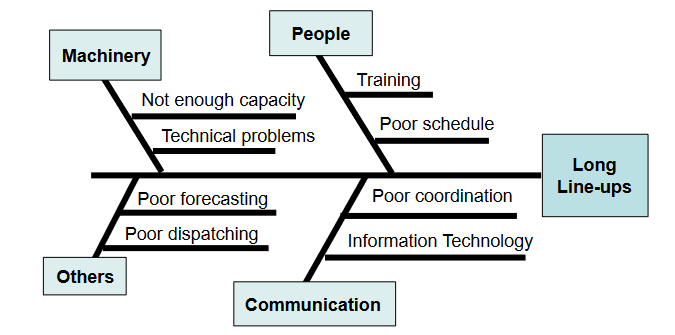 People
Machinery
Training
Not enough capacity
Poor schedule
Technical problems
Long
Line-ups
Poor forecasting
Poor coordination
Poor dispatching
Information Technology
Others
Communication